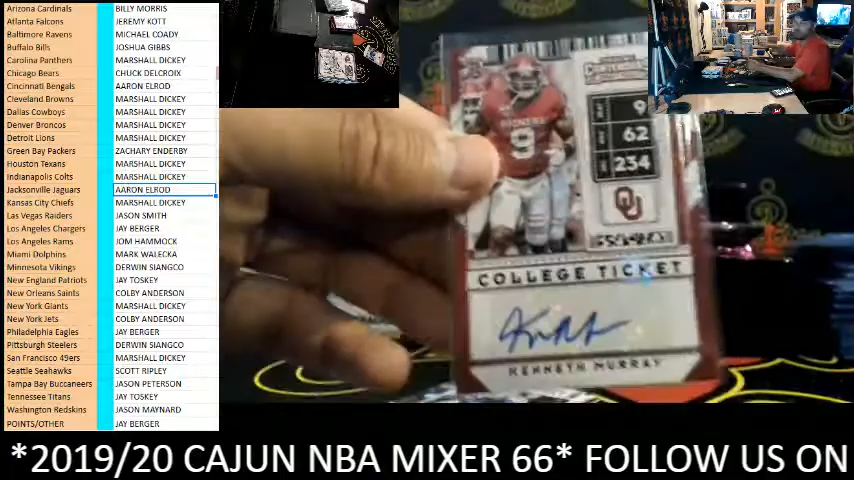 Arizona Cardinals BILLY MORRIS
Atlanta Falcons JEREMY KOTT
Baltimore Ravens MICHAEL COADY
Buffalo Bills JOSHUA GIBBS
Carolina Panthers MARSHALL DICKEY
Chicago Bears CHUCK DELCROIX
Cincinnati Bengals AARON ELROD
Cleveland Browns MARSHALL DICKEY
Dallas Cowboys MARSHALL DICKEY
Denver Broncos MARSHALL DICKEY
Detroit Lions MARSHALL DICKEY
Green Bay Packers ZACHARY ENDERBY
Houston Texans MARSHALL DICKEY
Indianapolis Colts MARSHALL DICKEY
Jacksonville Jaguars AARON ELROD
Kansas City Chiefs MARSHALL DICKEY
Las Vegas Raiders JASON SMITH
Los Angeles Chargers JAY BERGER
Los Angeles Rams JOM HAMMOCK
Miami Dolphins MARK WALECKA
Minnesota Vikings DERWIN SIANGCO
New England Patriots JAY TOSKEY
New Orleans Saints COLBY ANDERSON
New York Giants MARSHALL DICKEY
New York Jets COLBY ANDERSON
Philadelphia Eagles JAY BERGER
Pittsburgh Steelers DERWIN SIANGCO
San Francisco 49ers MARSHALL DICKEY
Seattle Seahawks SCOTT RIPLEY
Tampa Bay Buccaneers JASON PETERSON
Tennessee Titans JAY TOSKEY
Washington Redskins JASON MAYNARD
POINTS/OTHER JAY BERGER
9
9
62
234
OU
COLLEGE TICKET
KENNETH MURRAY
*2019/20 CAJUN NBA MIXER 66* FOLLOW US ON